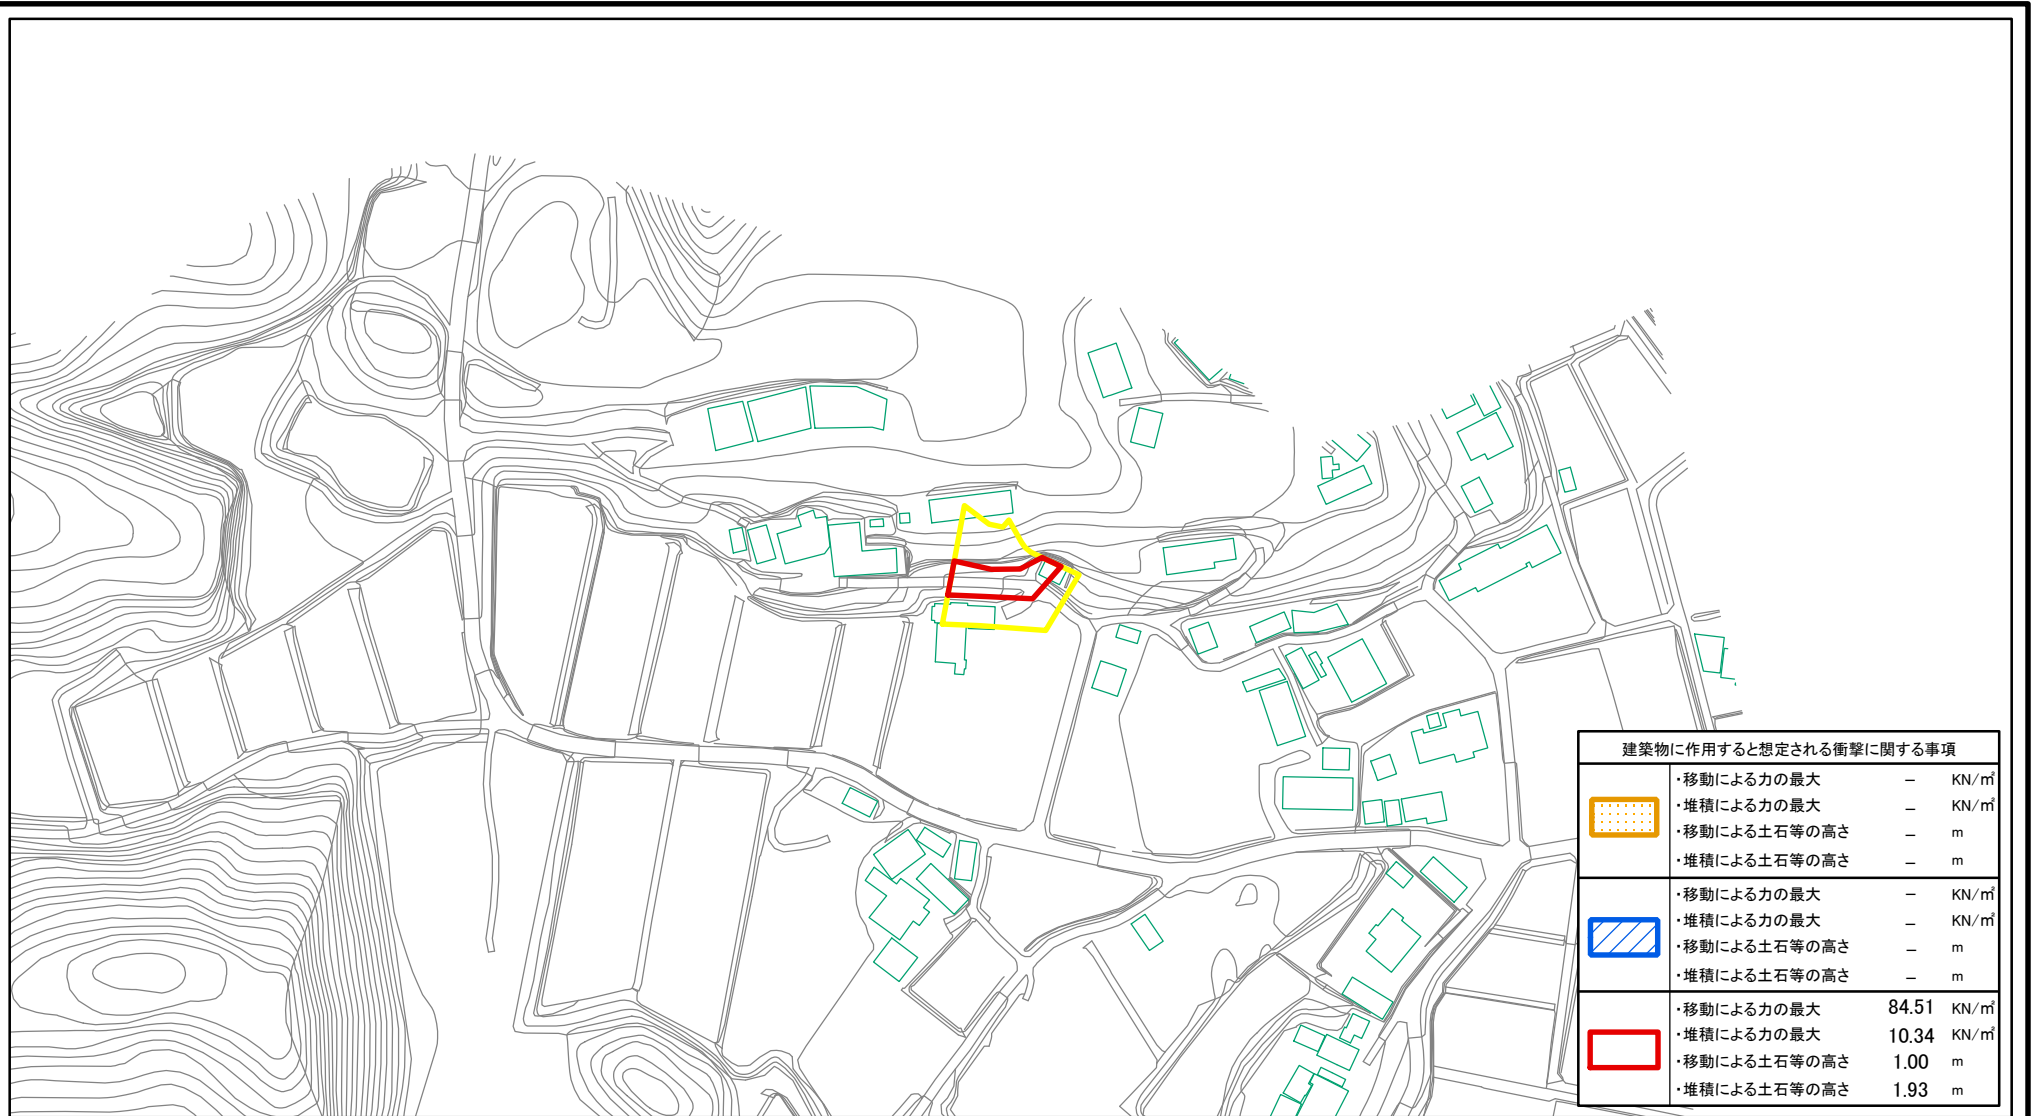 建築物に作用すると想定される衝撃に関する事項
・移動による力の最大 － KN/㎡
・堆積による力の最大 － KN/㎡
・移動による土石等の高さ － m
・堆積による土石等の高さ － m
・移動による力の最大 － KN/㎡
・堆積による力の最大 － KN/㎡
・移動による土石等の高さ － m
・堆積による土石等の高さ － m
・移動による力の最大 84.51 KN/㎡
・堆積による力の最大 10.34 KN/㎡
・移動による土石等の高さ 1.00 m
・堆積による土石等の高さ 1.93 m